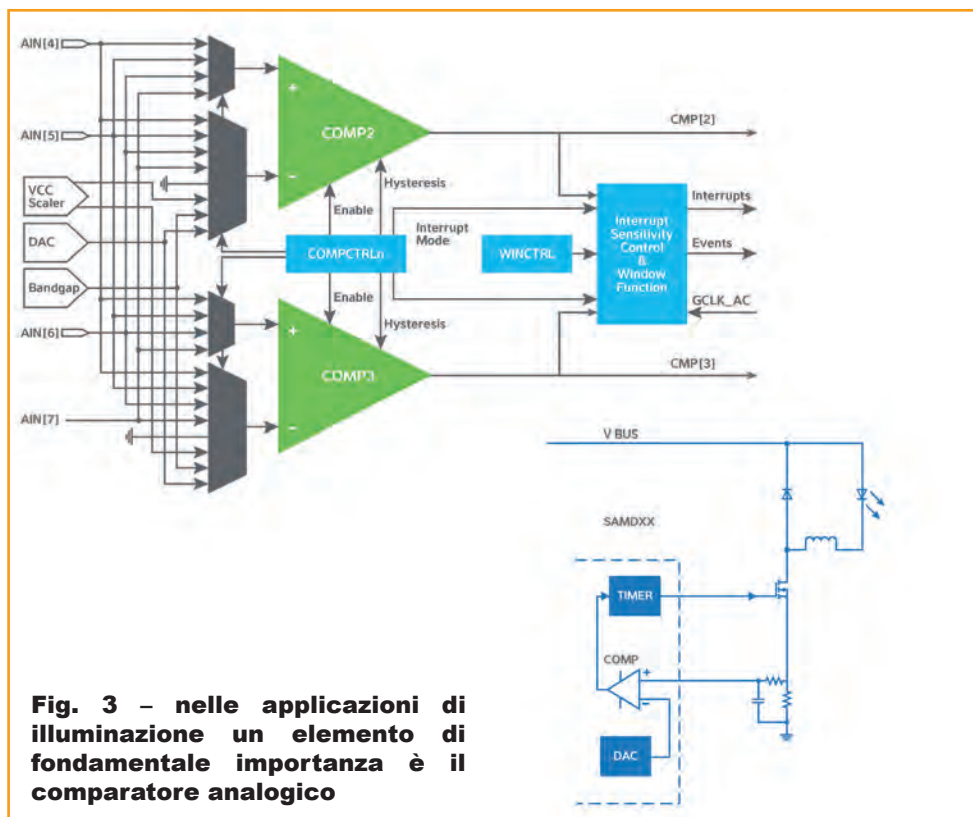 AIN[4]
COMP2
CMP[2]
AIN[5]
VCC
Scaler
Hysteresis
Enable
Interrupt
Mode
Interrupt
Sensitivity
Control
&
Window
Function
Interrupts
DAC
COMPCTRLn
WINCTRL
Events
Bandgap
Enable
GCLK_AC
AIN[6]
Hysteresis
COMP3
CMP[3]
AIN[7]
V BUS
SAMDXX
TIMER
COMP
DAC
Fig. 3 – nelle applicazioni di
illuminazione un elemento di
fondamentale importanza è il
comparatore analogico